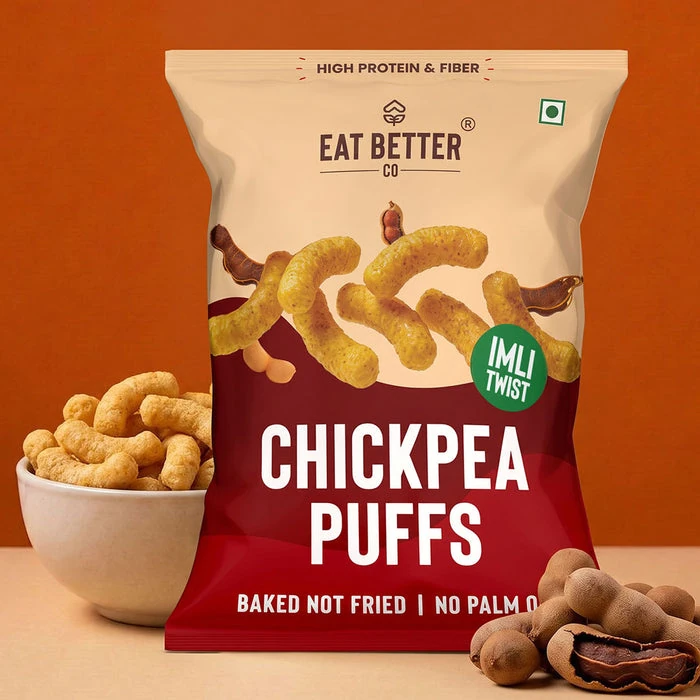 HIGH PROTEIN & FIBER
EAT BETTER®
CO
IMLI
TWIST
CHICKPEA
PUFFS
BAKED NOT FRIED | NO PALM O